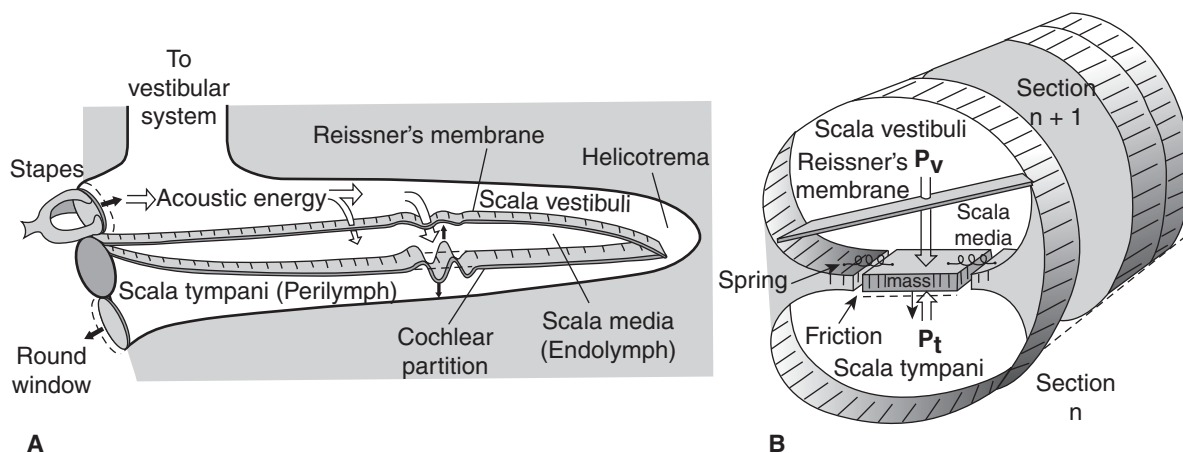 To
vestibular
system
Stapes
Reissner's membrane
Helicotrema
Acoustic energy
Scala vestibuli
Scala tympani (Perilymph)
Round
window
Cochlear
partition
Scala media
(Endolymph)
A
Section
n + 1
Scala vestibuli
Reissner's
membrane
Pv
Scala
media
Spring
mass
Friction
Pt
Scala tympani
Section
n
B